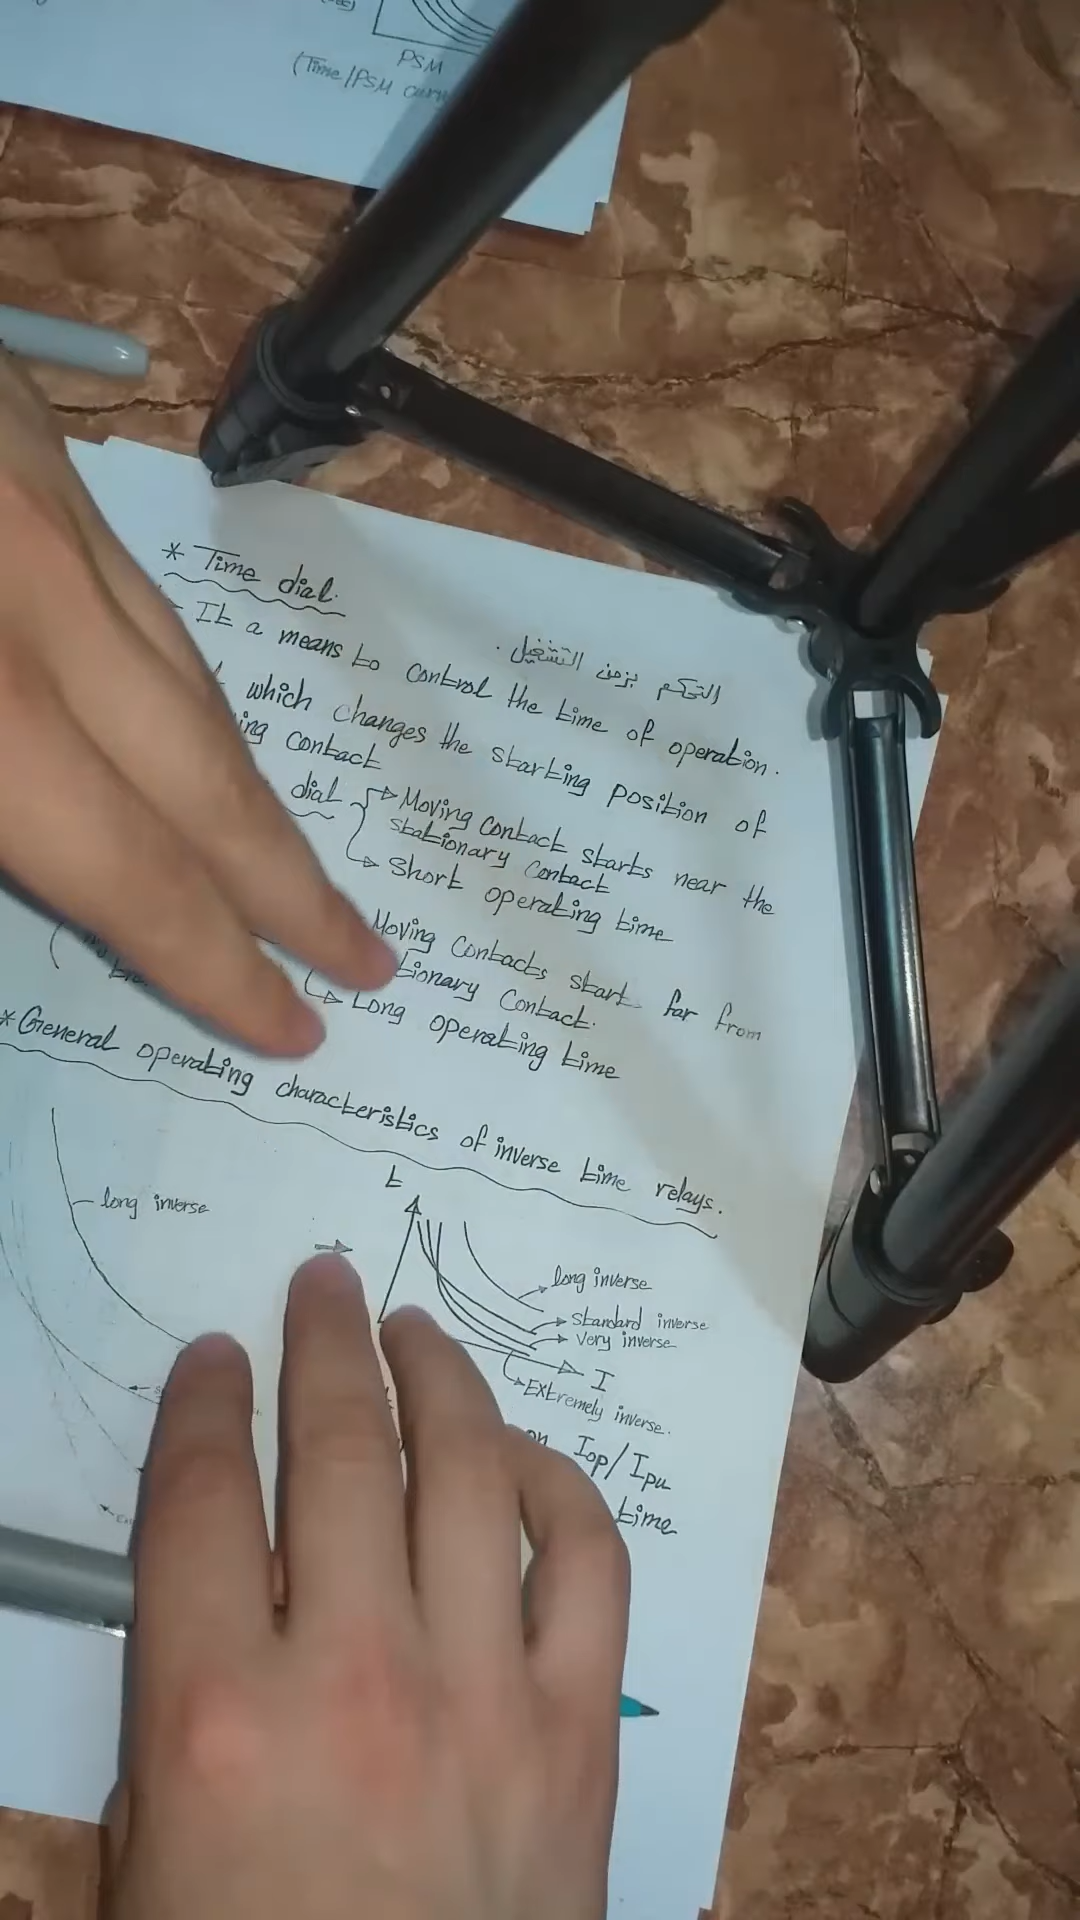 PSM
(Time/PSM
* Time dial.
التحكم بزمن التشغيل.
It a means to control the time of operation.
which changes the starting position of
contact
dial
Moving contact starts near the
stationary contact
Short operating time
Moving contacts start far from
contact.
Long operating time
* General operating characteristics of inverse time relays.
long inverse
t
long inverse
Standard inverse
Very inverse
I
Extremely inverse.
on Iop/Ipu
time